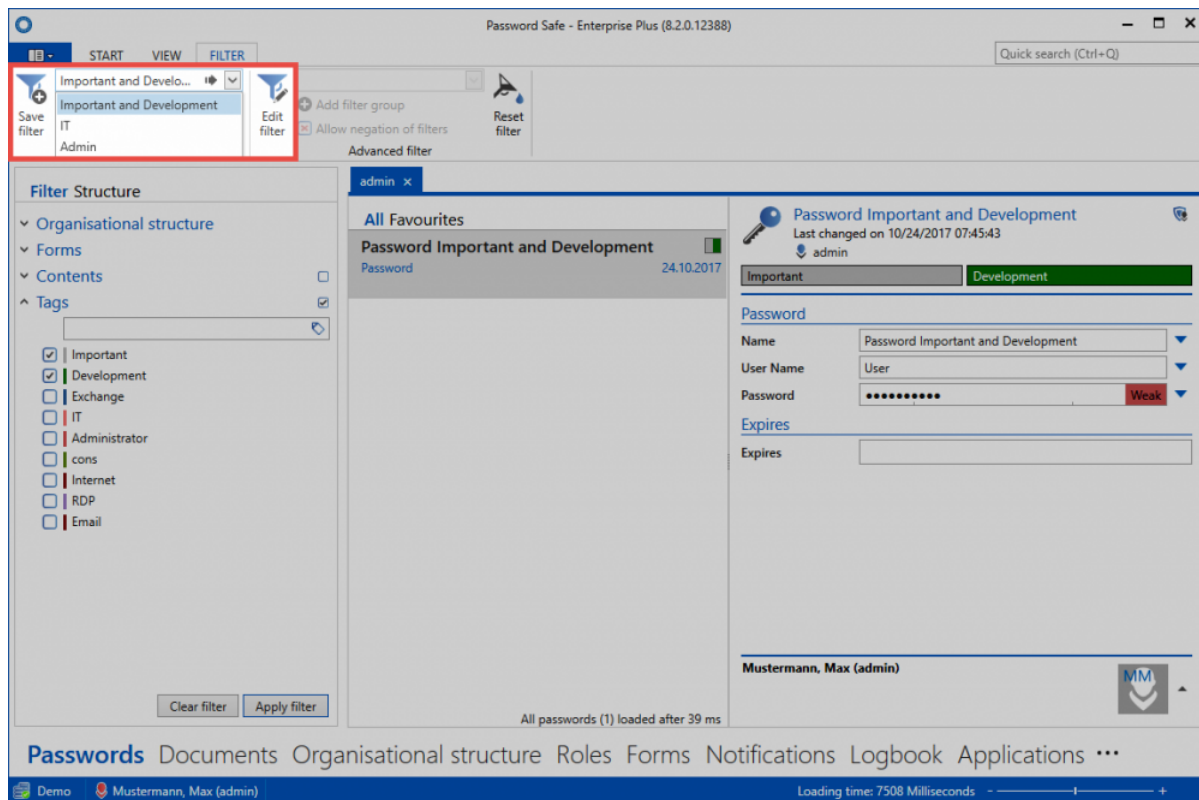 Password Safe - Enterprise Plus (8.2.0.12388)
START VIEW FILTER
Quick search (Ctrl+Q)
Important and Develo...
Important and Development
IT
Admin
Save filter
Edit filter
Add filter group
Allow negation of filters
Advanced filter
Reset filter
Filter Structure
Organisational structure
Forms
Contents
Tags
Important
Development
Exchange
IT
Administrator
cons
Internet
RDP
Email
Clear filter
Apply filter
admin
All Favourites
Password Important and Development
Password 24.10.2017
All passwords (1) loaded after 39 ms
Password Important and Development
Last changed on 10/24/2017 07:45:43
admin
Important Development
Password
Name Password Important and Development
User Name User
Password •••••••••• Weak
Expires
Expires
Mustermann, Max (admin)
MM
Passwords Documents Organisational structure Roles Forms Notifications Logbook Applications •••
Demo Mustermann, Max (admin) Loading time: 7508 Milliseconds - +